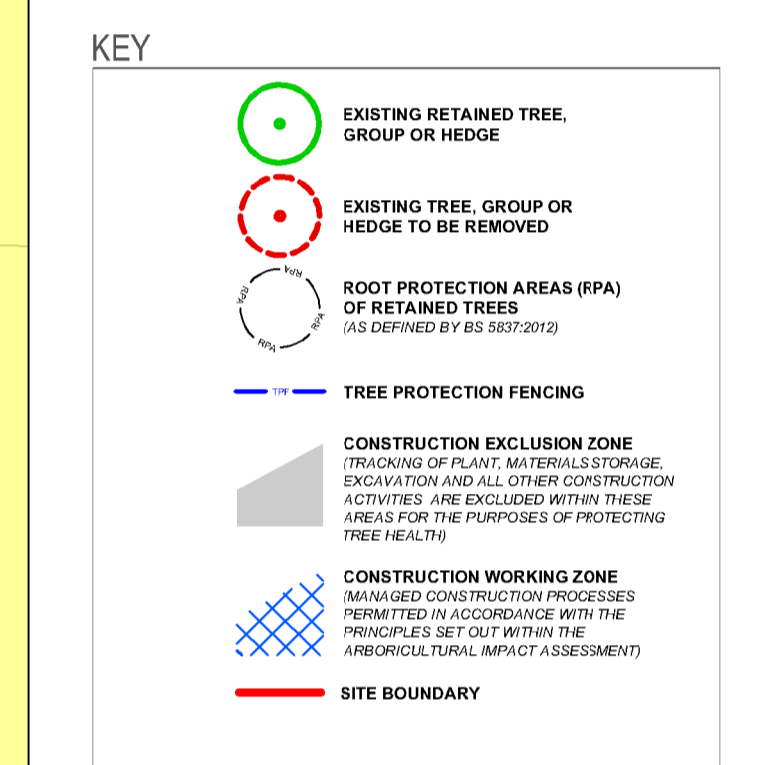 KEY
EXISTING RETAINED TREE,
GROUP OR HEDGE
EXISTING TREE, GROUP OR
HEDGE TO BE REMOVED
RPA
RPA
RPA
RPA
ROOT PROTECTION AREAS (RPA)
OF RETAINED TREES
(AS DEFINED BY BS 5837:2012)
TPF
TREE PROTECTION FENCING
CONSTRUCTION EXCLUSION ZONE
(TRACKING OF PLANT, MATERIALS STORAGE,
EXCAVATION AND ALL OTHER CONSTRUCTION
ACTIVITIES ARE EXCLUDED WITHIN THESE
AREAS FOR THE PURPOSES OF PROTECTING
TREE HEALTH)
CONSTRUCTION WORKING ZONE
(MANAGED CONSTRUCTION PROCESSES
PERMITTED IN ACCORDANCE WITH THE
PRINCIPLES SET OUT WITHIN THE
ARBORICULTURAL IMPACT ASSESSMENT)
SITE BOUNDARY